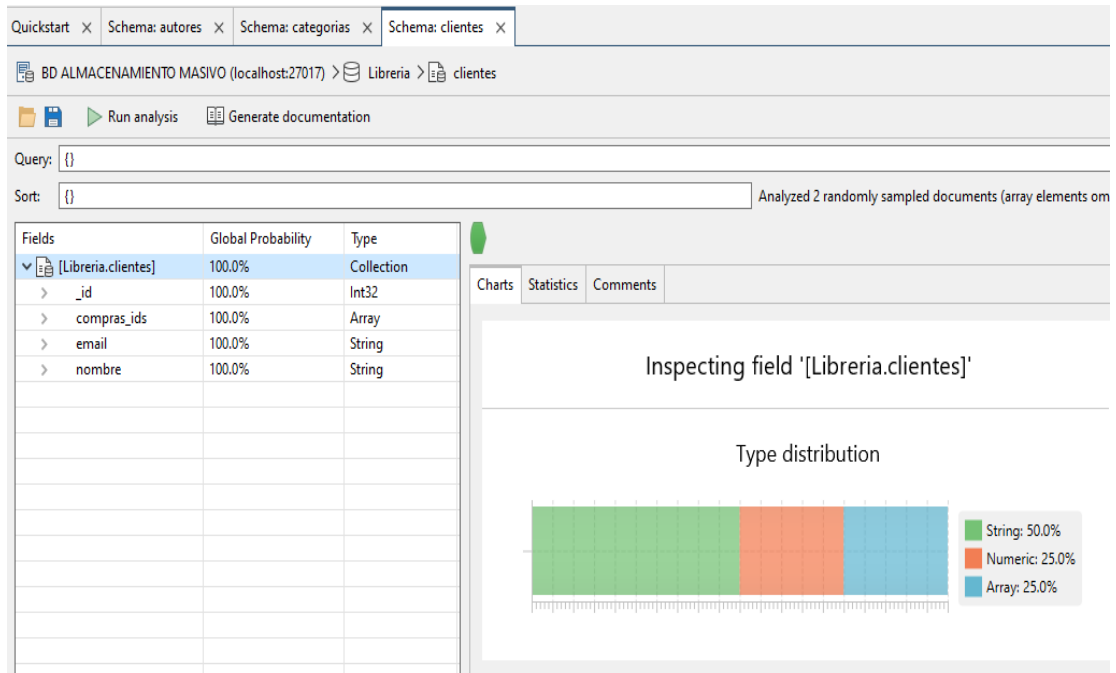 Quickstart
Schema: autores
Schema: categorias
Schema: clientes
BD ALMACENAMIENTO MASIVO (localhost:27017) > Libreria > clientes
Run analysis Generate documentation
Query: {}
Sort: {} Analyzed 2 randomly sampled documents (array elements om
Fields Global Probability Type
[Libreria.clientes] 100.0% Collection
_id 100.0% Int32
compras_ids 100.0% Array
email 100.0% String
nombre 100.0% String
Charts Statistics Comments
Inspecting field '[Libreria.clientes]'
Type distribution
String: 50.0%
Numeric: 25.0%
Array: 25.0%